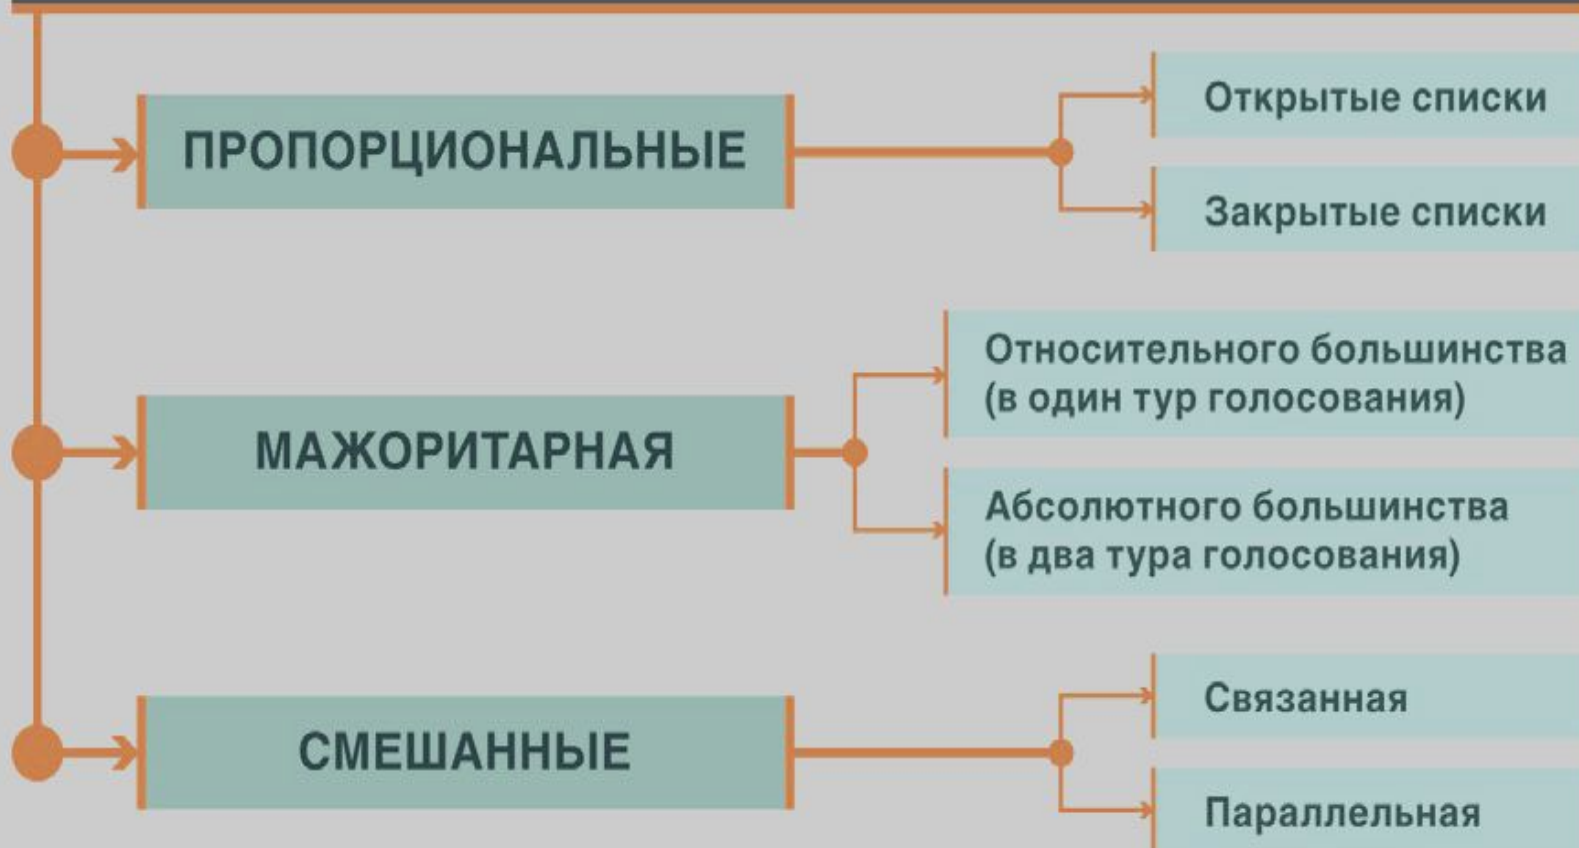 ПРОПОРЦИОНАЛЬНЫЕ
Открытые списки
Закрытые списки
МАЖОРИТАРНАЯ
Относительного большинства
(в один тур голосования)
Абсолютного большинства
(в два тура голосования)
СМЕШАННЫЕ
Связанная
Параллельная